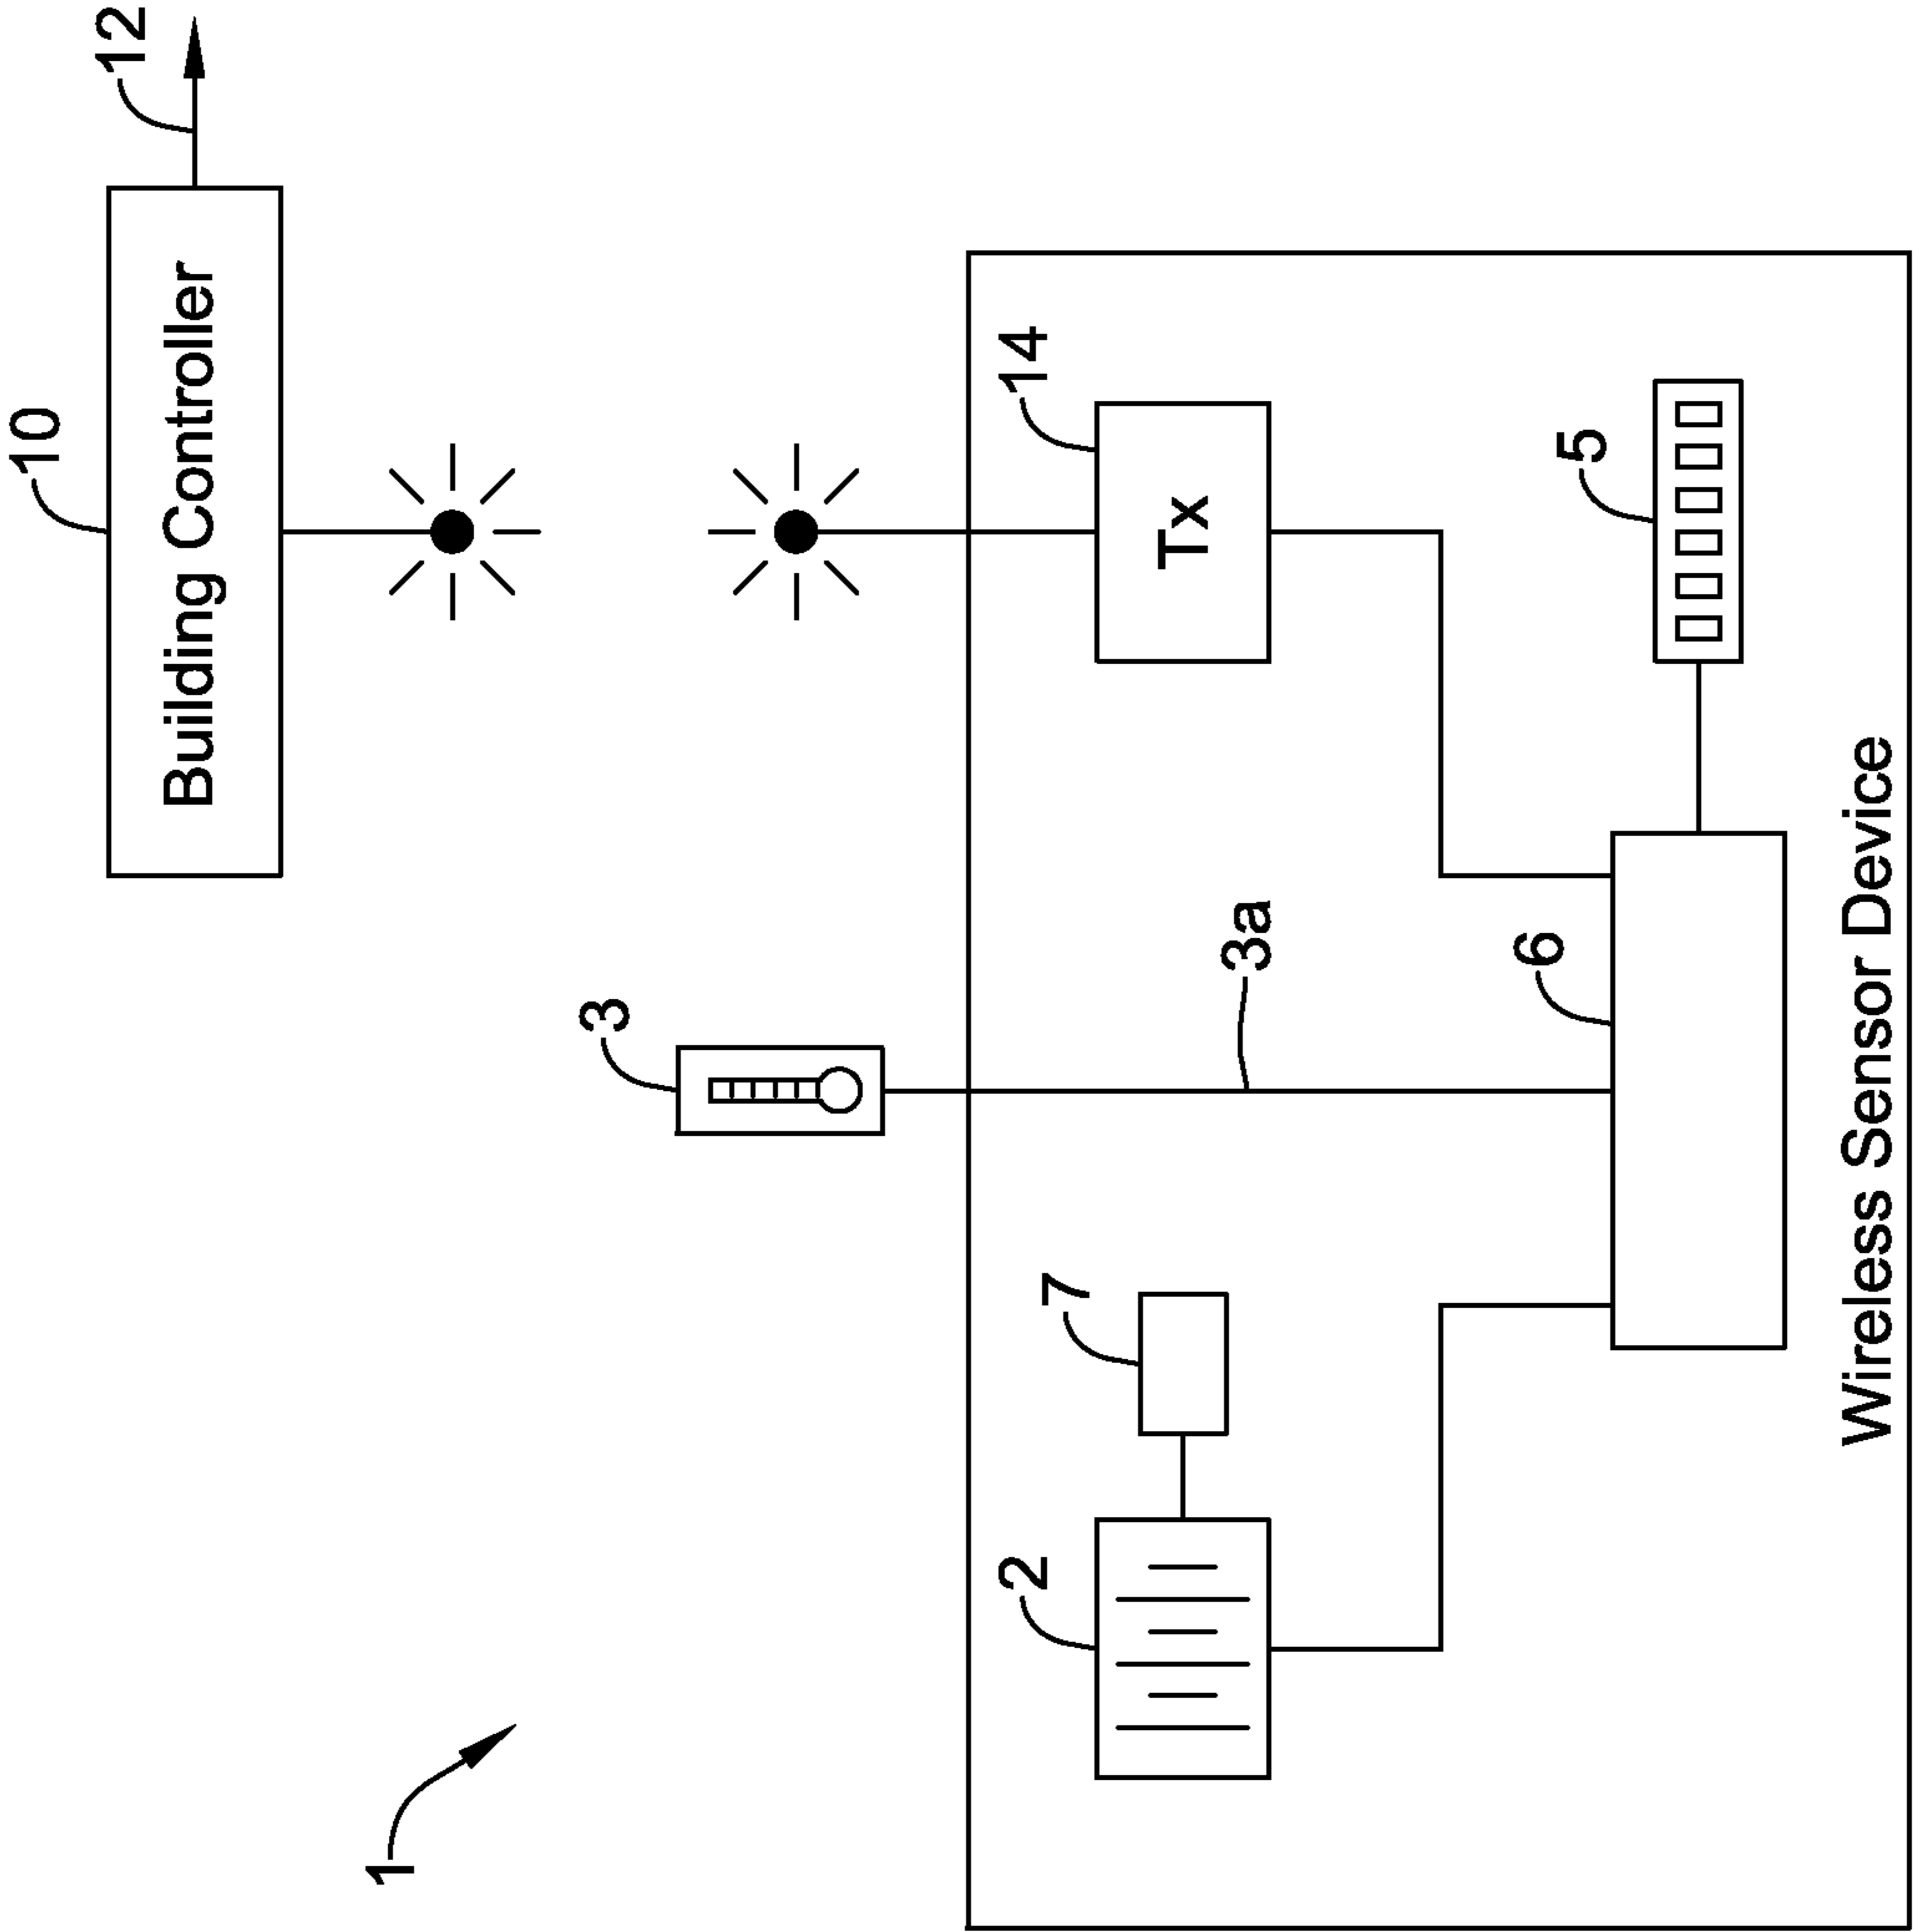 10
12
Building Controller
1
3
2
14
7
Tx
3a
6
5
Wireless Sensor Device